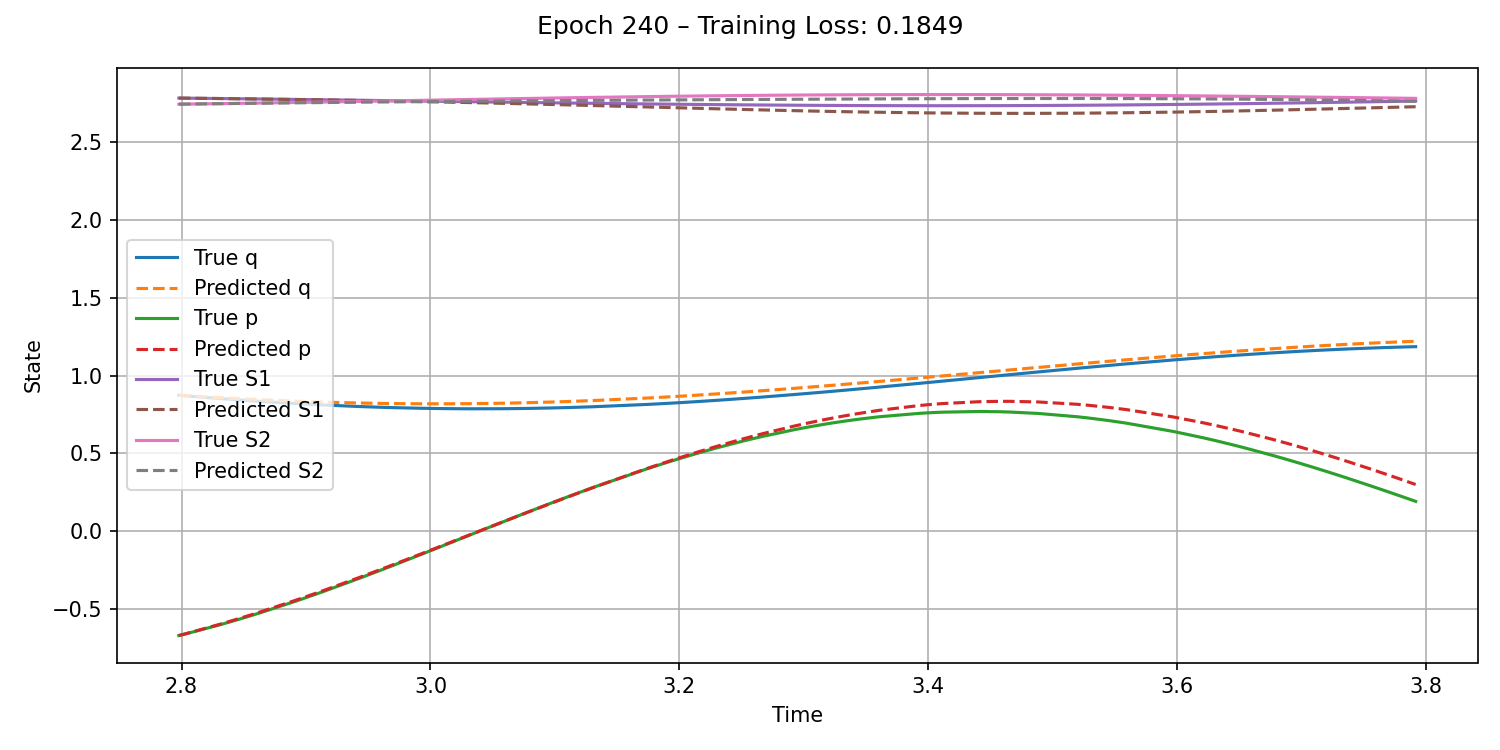 Epoch 240 – Training Loss: 0.1849
2.5
2.0
1.5
1.0
0.5
0.0
−0.5
State
True q
Predicted q
True p
Predicted p
True S1
Predicted S1
True S2
Predicted S2
2.8 3.0 3.2 3.4 3.6 3.8
Time